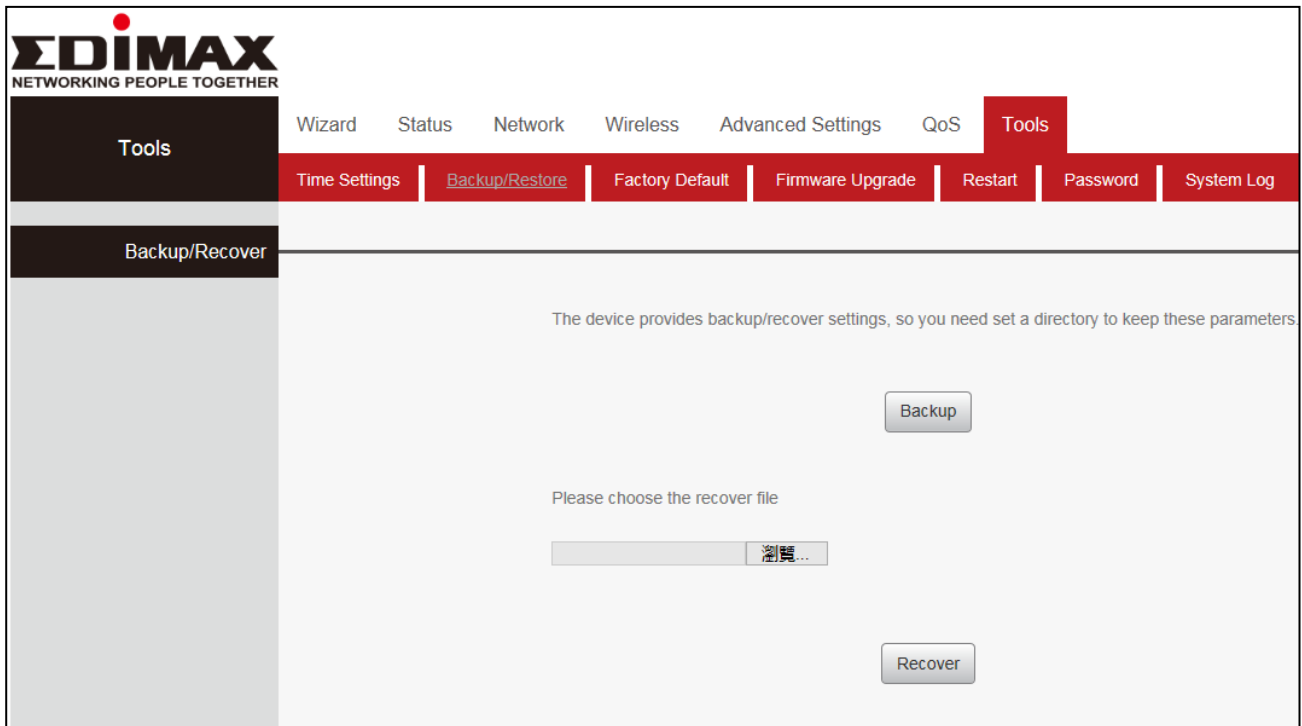 EDIMAX
NETWORKING PEOPLE TOGETHER
Tools
Wizard Status Network Wireless Advanced Settings QoS Tools
Time Settings Backup/Restore Factory Default Firmware Upgrade Restart Password System Log
Backup/Recover
The device provides backup/recover settings, so you need set a directory to keep these parameters.
Backup
Please choose the recover file
瀏覽...
Recover